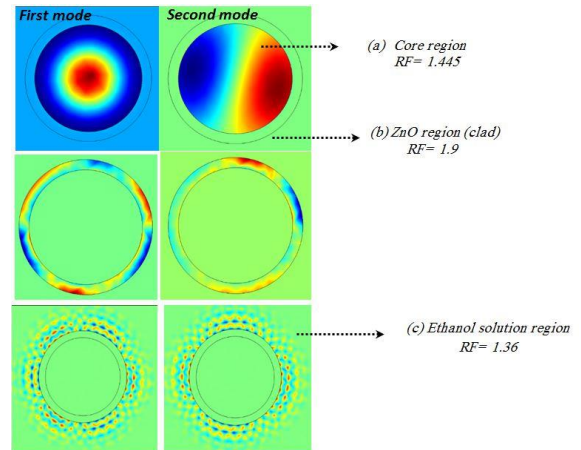 First mode
Second mode
(a) Core region
RF= 1.445
(b) ZnO region (clad)
RF= 1.9
(c) Ethanol solution region
RF= 1.36